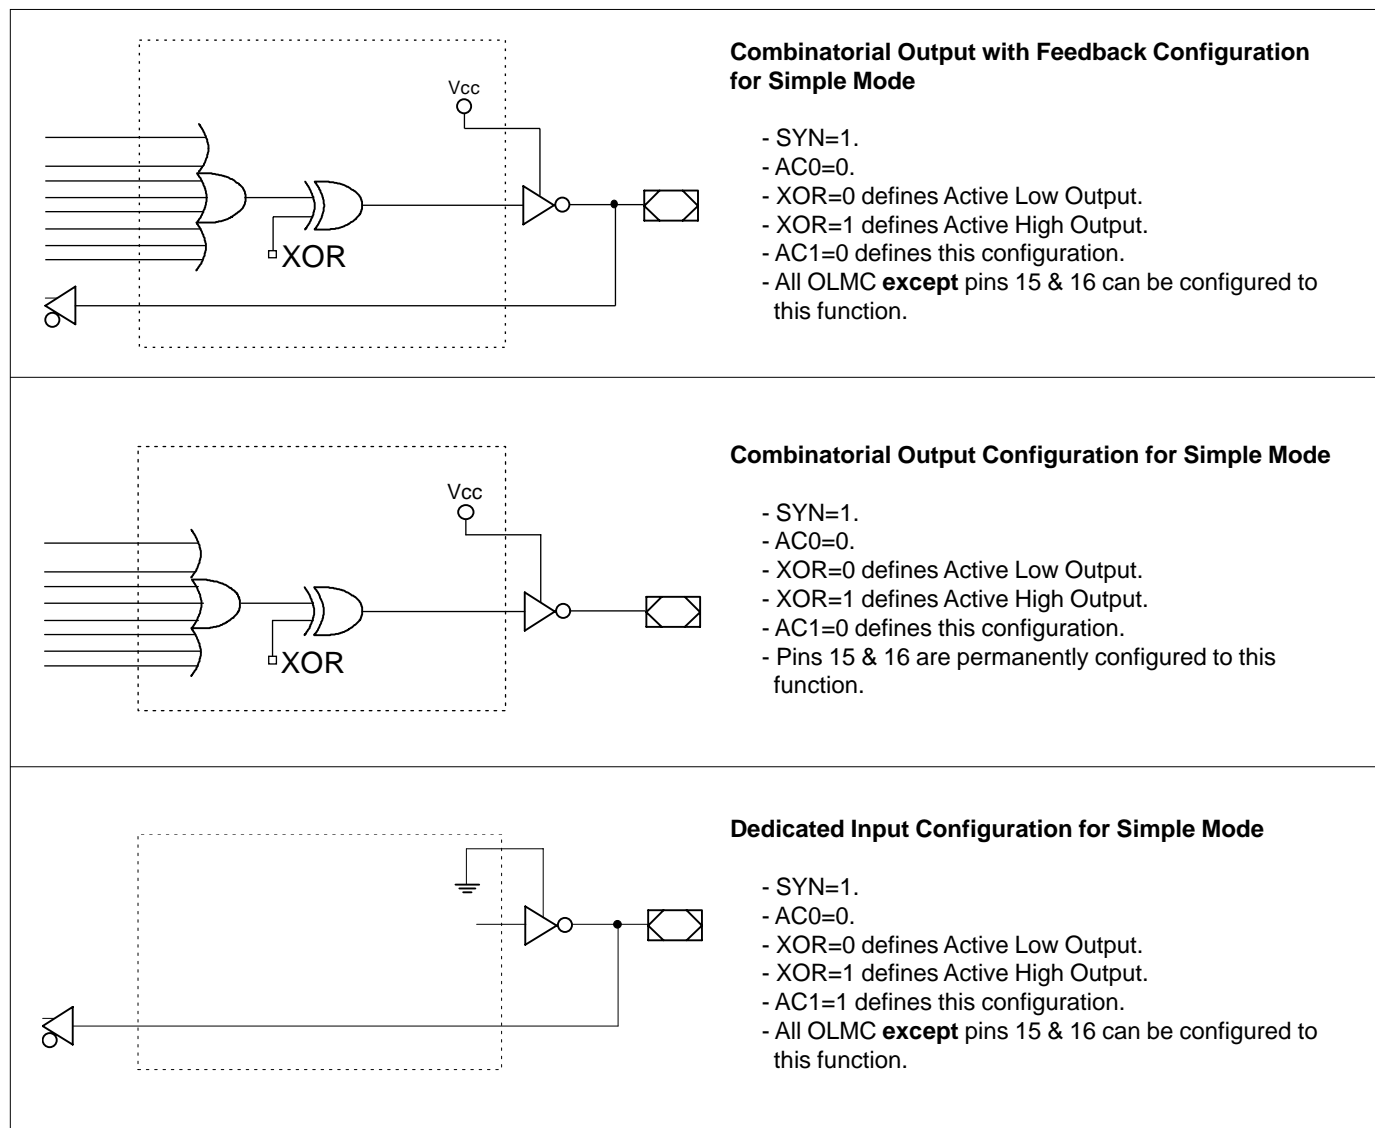 Combinatorial Output with Feedback Configuration
for Simple Mode
Vcc
- SYN=1.
- AC0=0.
- XOR=0 defines Active Low Output.
- XOR=1 defines Active High Output.
- AC1=0 defines this configuration.
- All OLMC except pins 15 & 16 can be configured to
this function.
XOR
Combinatorial Output Configuration for Simple Mode
Vcc
- SYN=1.
- AC0=0.
- XOR=0 defines Active Low Output.
- XOR=1 defines Active High Output.
- AC1=0 defines this configuration.
- Pins 15 & 16 are permanently configured to this
function.
XOR
Dedicated Input Configuration for Simple Mode
- SYN=1.
- AC0=0.
- XOR=0 defines Active Low Output.
- XOR=1 defines Active High Output.
- AC1=1 defines this configuration.
- All OLMC except pins 15 & 16 can be configured to
this function.